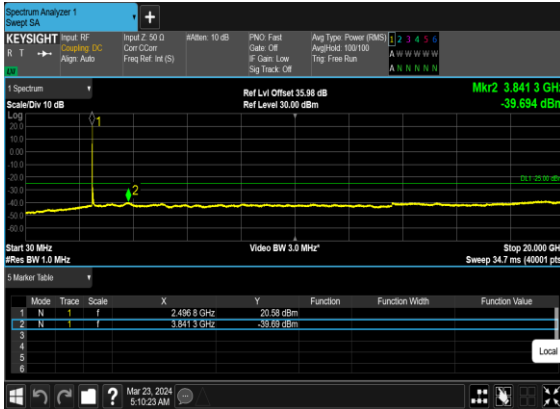 Spectrum Analyzer 1
Swept SA
+
KEYSIGHT Input: RF Input Z: 50 Ω #Atten: 10 dB PNO: Fast Avg Type: Power (RMS) 1 2 3 4 5 6
R T Coupling: DC Corr CCorr Gate: Off Avg|Hold: 100/100 A W W W W W
Align: Auto Freq Ref: Int (S) IF Gain: Low Trig: Free Run
Sig Track: Off A N N N N N
1 Spectrum Ref Lvl Offset 35.98 dB Mkr2 3.841 3 GHz
Scale/Div 10 dB Ref Level 30.00 dBm -39.694 dBm
Log
1
20.0
10.0
0.00
-10.0
-20.0 DL1 -25.00 dBm
-30.0
2
-40.0
-50.0
-60.0
Start 30 MHz Video BW 3.0 MHz* Stop 20.000 GHz
#Res BW 1.0 MHz Sweep 34.7 ms (40001 pts)
5 Marker Table
Mode Trace Scale X Y Function Function Width Function Value
1 N 1 f 2.496 8 GHz 20.58 dBm
2 N 1 f 3.841 3 GHz -39.69 dBm
3
4
5
6
Local
? Mar 23, 2024
5:10:23 AM